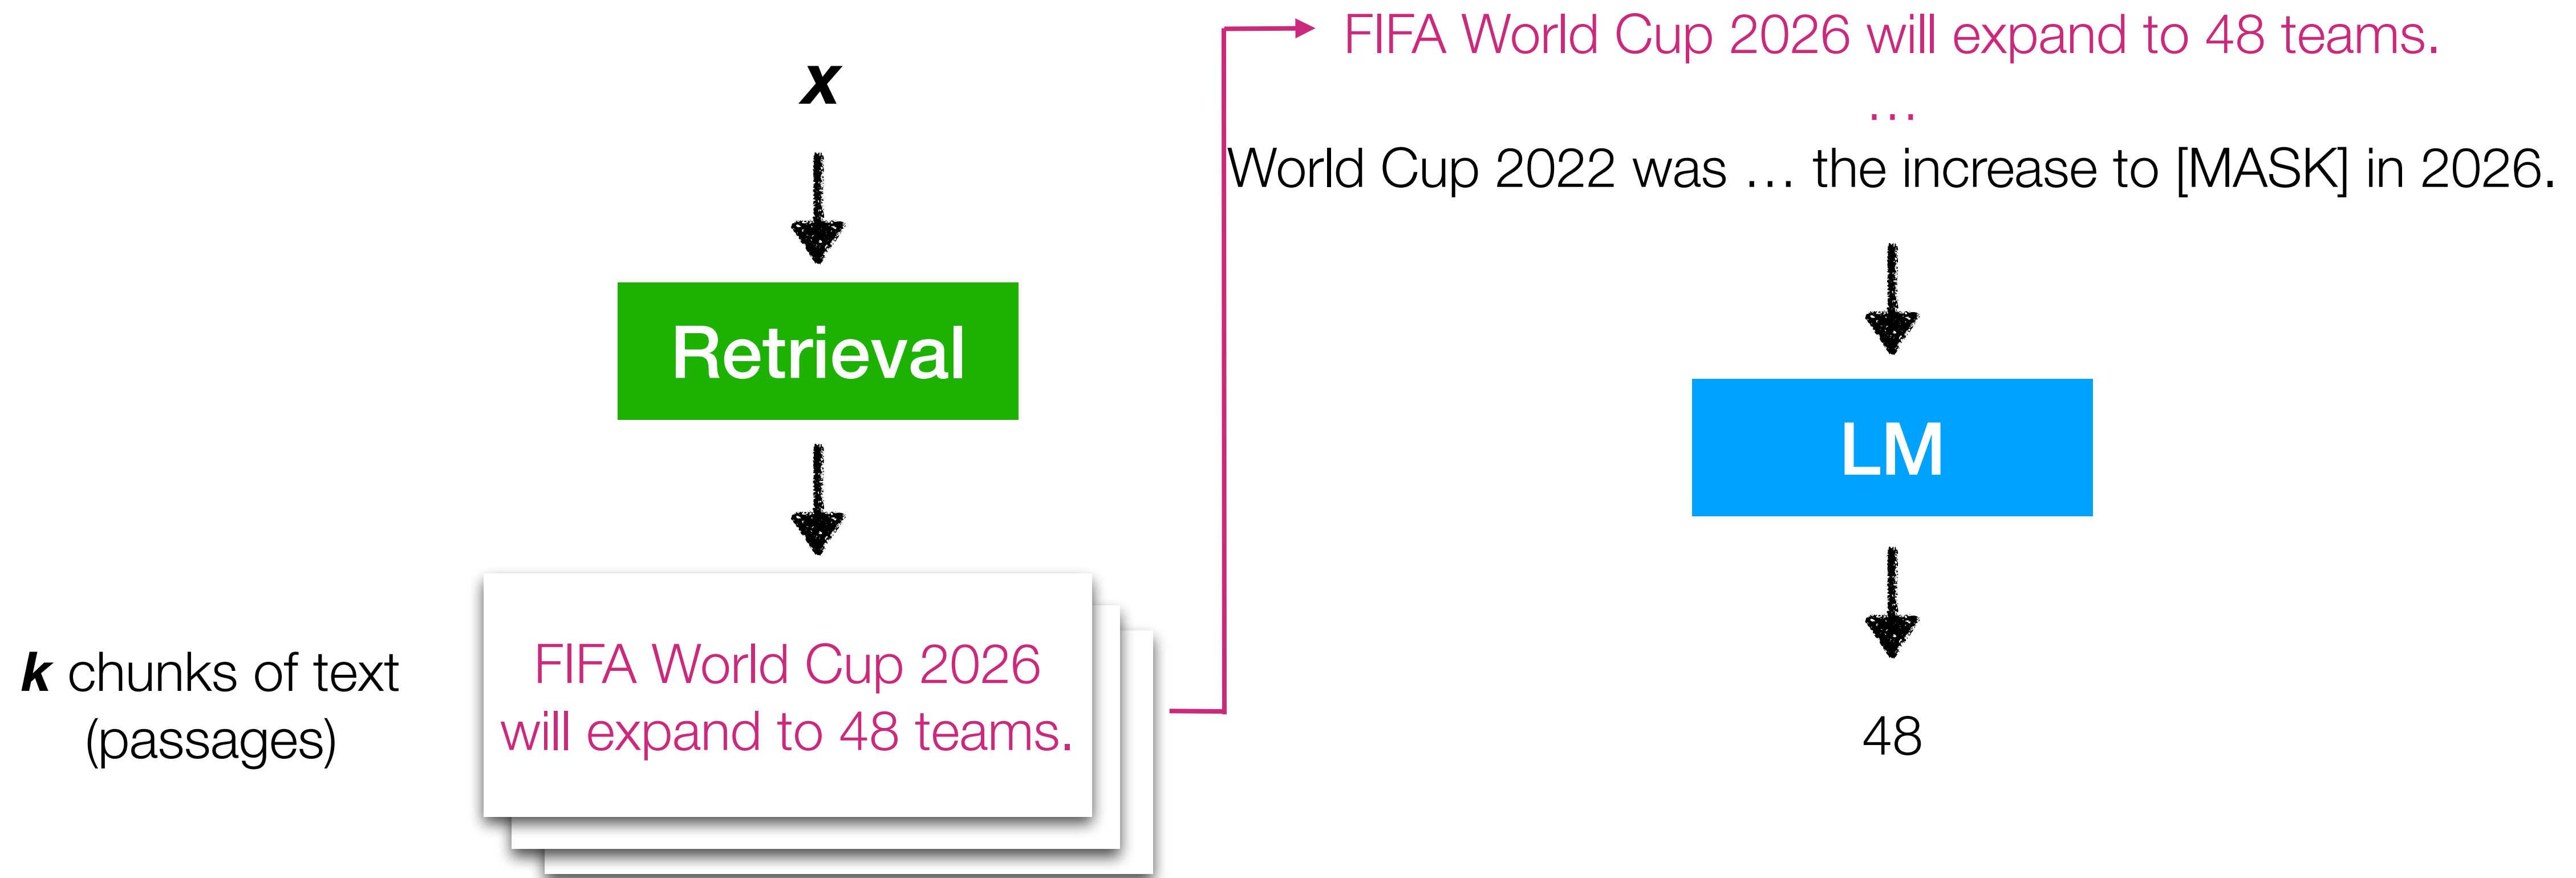 x
Retrieval
k chunks of text
(passages)
FIFA World Cup 2026
will expand to 48 teams.
FIFA World Cup 2026 will expand to 48 teams.
…
World Cup 2022 was … the increase to [MASK] in 2026.
LM
48